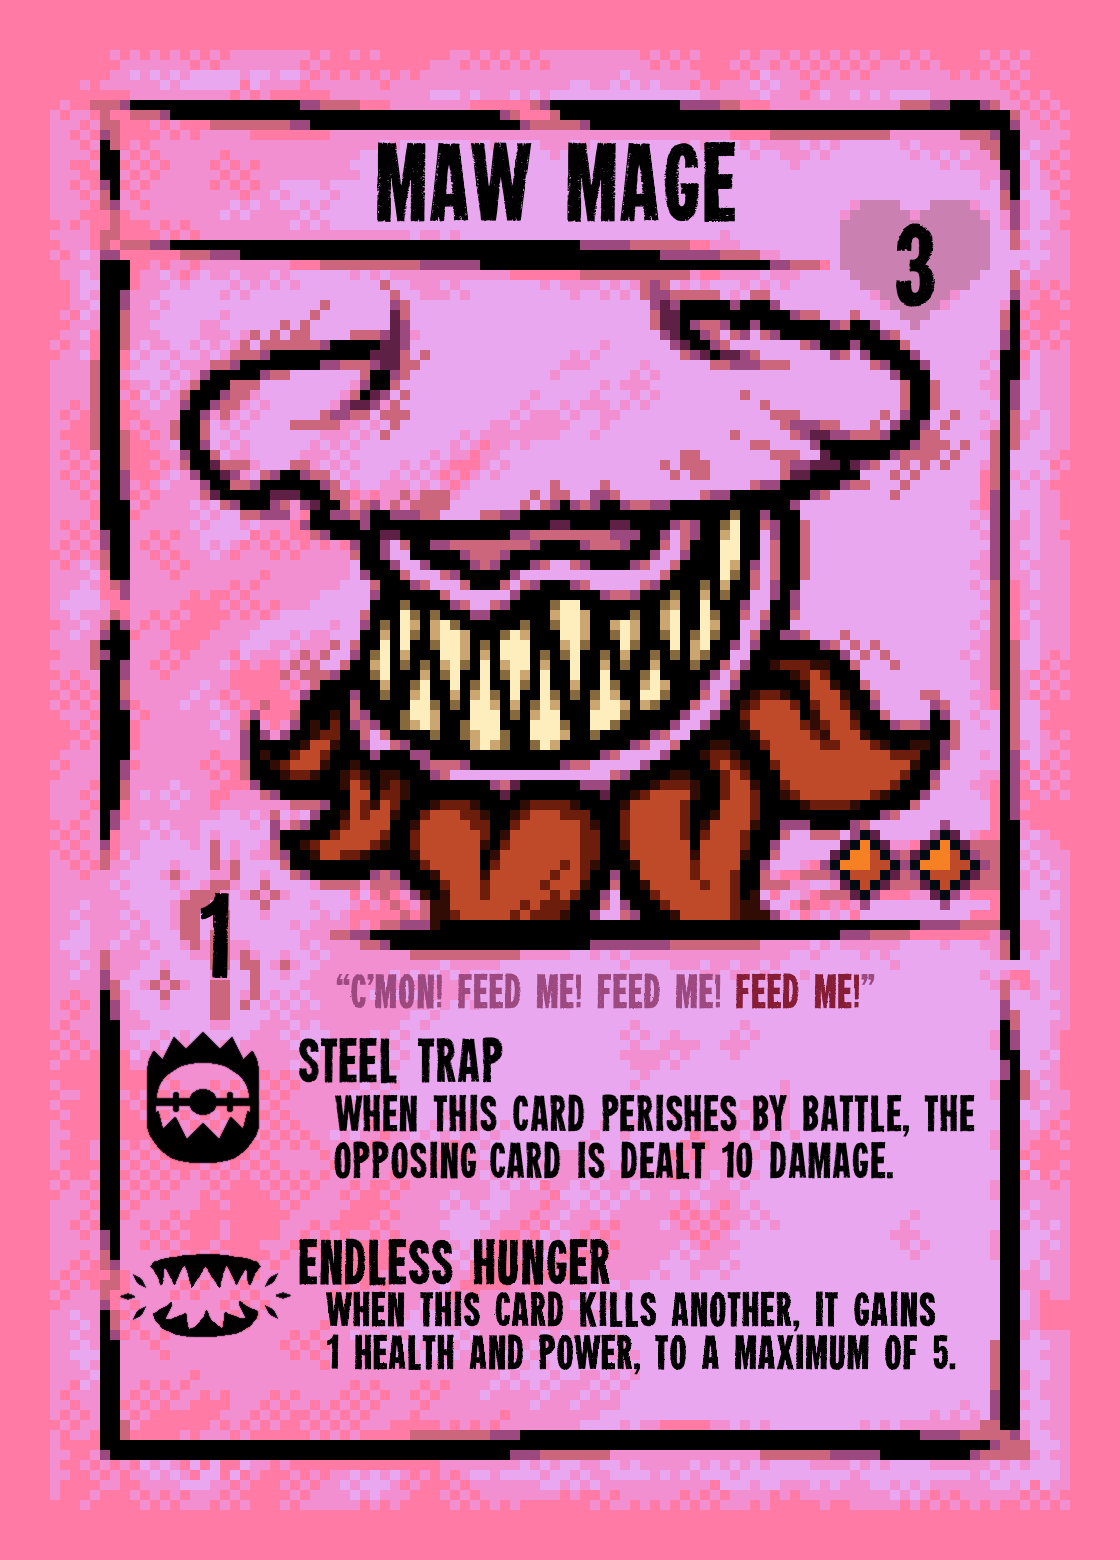 MAW MAGE
3
1
“C’MON! FEED ME! FEED ME! FEED ME!”
STEEL TRAP
WHEN THIS CARD PERISHES BY BATTLE, THE
OPPOSING CARD IS DEALT 10 DAMAGE.
ENDLESS HUNGER
WHEN THIS CARD KILLS ANOTHER, IT GAINS
1 HEALTH AND POWER, TO A MAXIMUM OF 5.